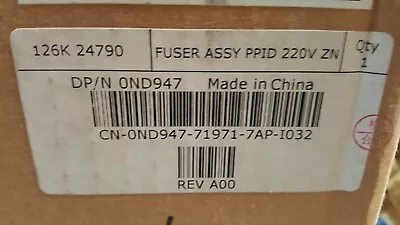 126K 24790 FUSER ASSY PPID 220V ZN Qty 1
DP/N 0ND947 Made in China
CN-0ND947-71971-7AP-I032
REV A00